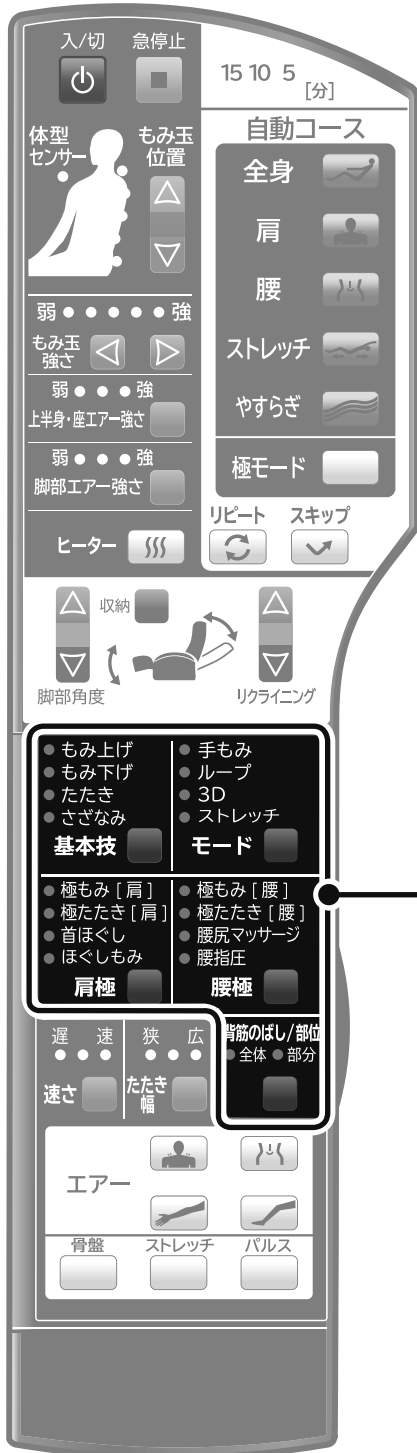 入/切 急停止
15 10 5
[分]
体型
センサー
もみ玉
位置
自動コース
全身
肩
腰
ストレッチ
やすらぎ
極モード
リピート スキップ
弱 強
もみ玉
強さ
弱 強
上半身・座エアー強さ
弱 強
脚部エアー強さ
ヒーター
収納
脚部角度
リクライニング
もみ上げ
もみ下げ
たたき
さざなみ
基本技
手もみ
ループ
3D
ストレッチ
モード
極もみ[肩]
極たたき[肩]
首ほぐし
ほぐしもみ
肩極
極もみ[腰]
極たたき[腰]
腰尻マッサージ
腰指圧
腰極
遅 速
速さ
狭 広
たたき
幅
背筋のばし/部位
全体 部分
エアー
骨盤 ストレッチ パルス